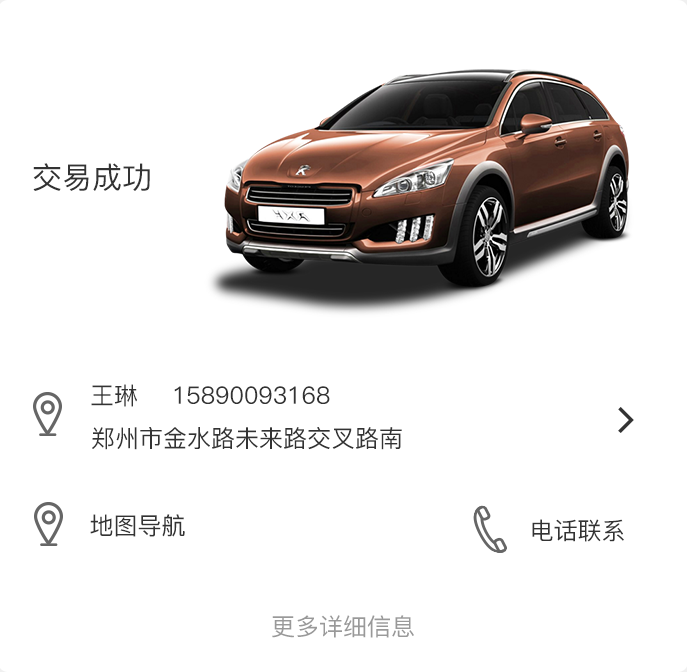 交易成功
王琳 15890093168
郑州市金水路未来路交叉路南
地图导航
电话联系
更多详细信息